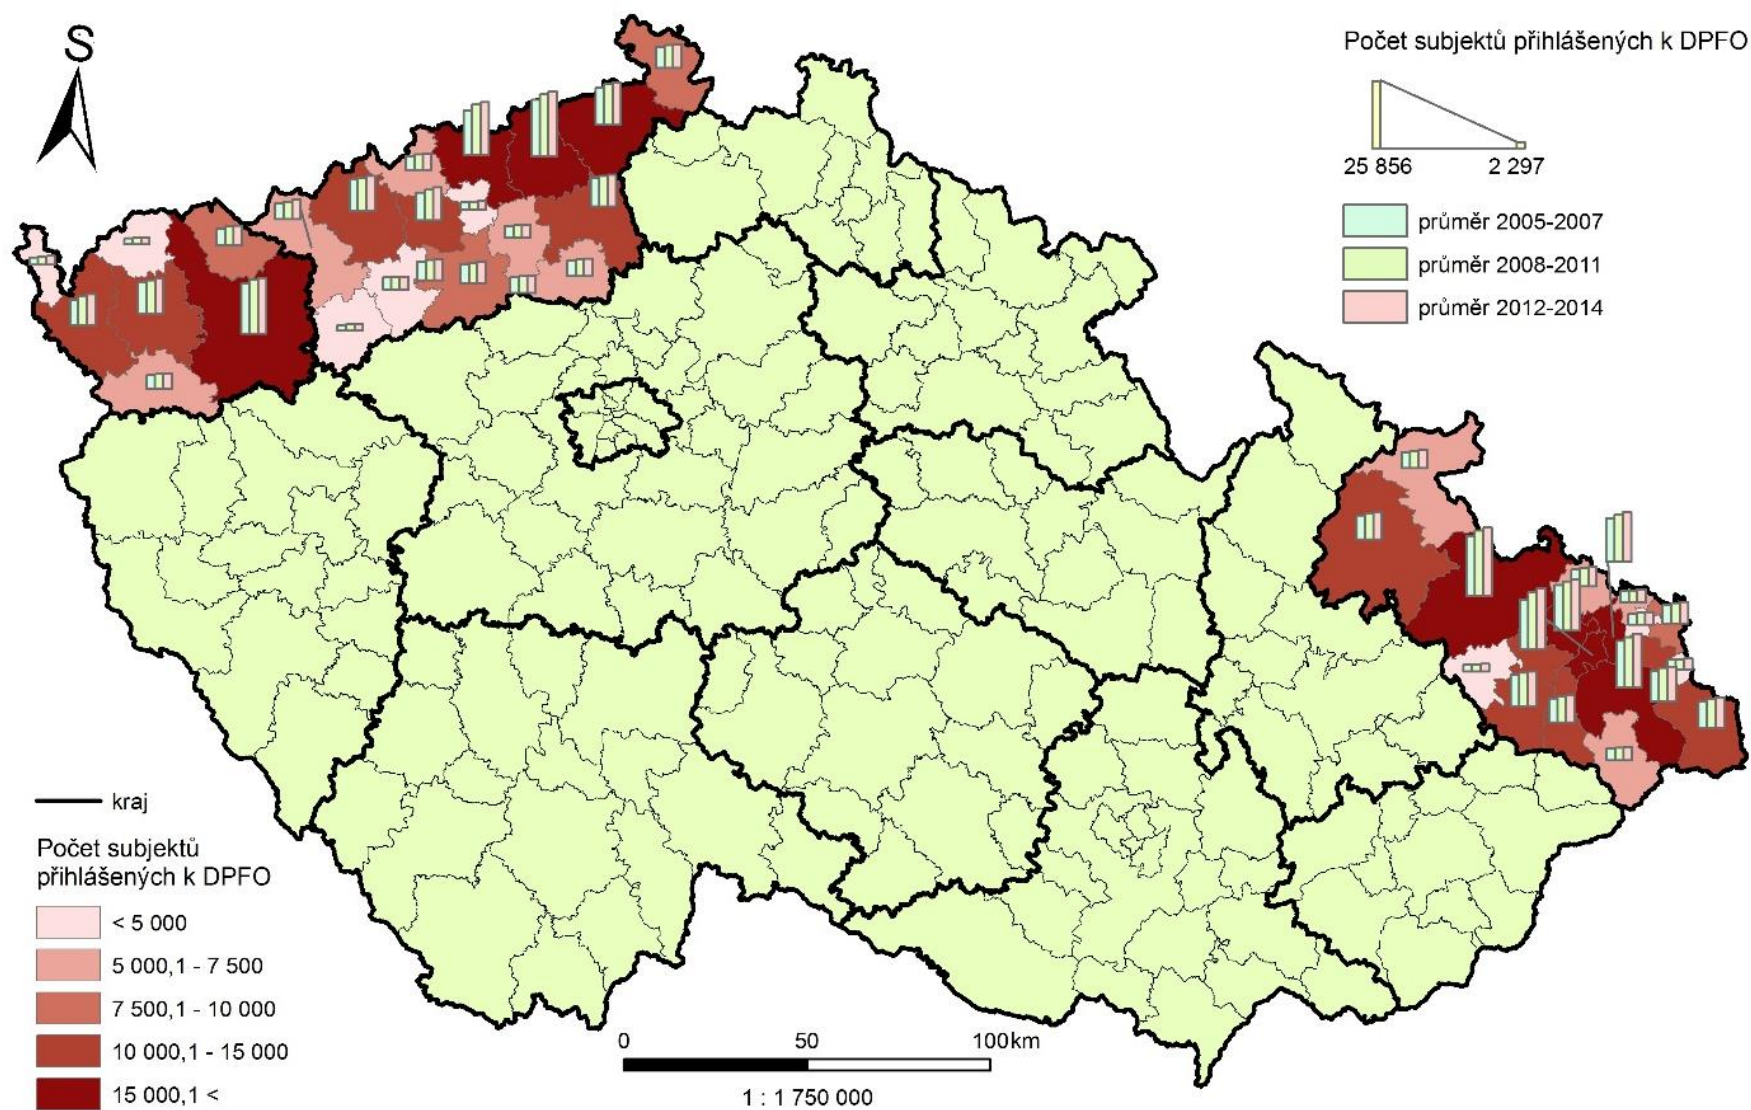 S
Počet subjektů přihlášených k DPFO
25 856
2 297
průměr 2005-2007
průměr 2008-2011
průměr 2012-2014
kraj
Počet subjektů
přihlášených k DPFO
< 5 000
5 000,1 - 7 500
7 500,1 - 10 000
10 000,1 - 15 000
15 000,1 <
0 50 100km
1 : 1 750 000